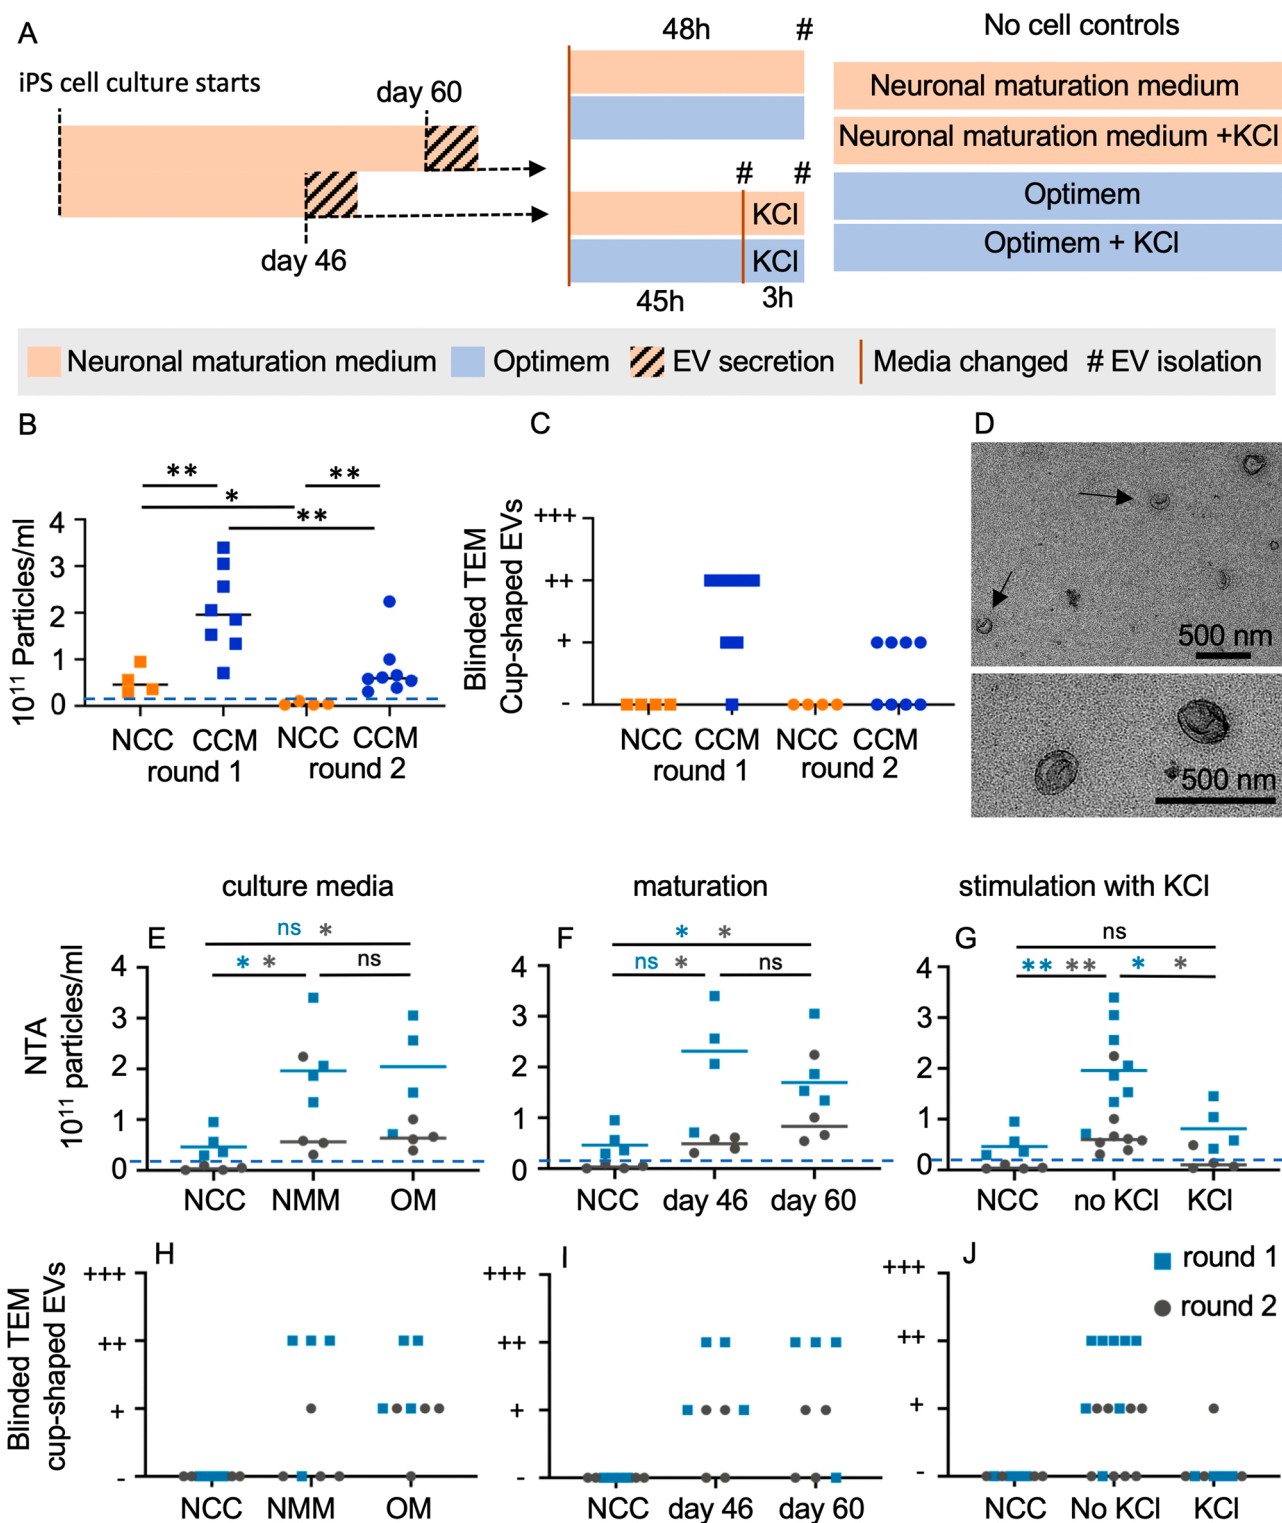 A
iPS cell culture starts
day 60
day 46
48h #
# #
KCl
KCl
45h 3h
No cell controls
Neuronal maturation medium
Neuronal maturation medium +KCl
Optimem
Optimem + KCl
Neuronal maturation medium Optimem EV secretion Media changed # EV isolation
B
** **
*
**
10¹¹ Particles/ml
4
3
2
1
0
NCC CCM NCC CCM
round 1 round 2
C
Blinded TEM
Cup-shaped EVs
+++
++
+
-
NCC CCM NCC CCM
round 1 round 2
D
500 nm
500 nm
culture media
maturation
stimulation with KCl
E
ns *
* * ns
NTA
10¹¹ particles/ml
4
3
2
1
0
NCC NMM OM
F
* *
ns * ns
4
3
2
1
0
NCC day 46 day 60
G
ns
** ** * *
4
3
2
1
0
NCC no KCl KCl
H
Blinded TEM
cup-shaped EVs
+++
++
+
-
NCC NMM OM
I
+++
++
+
-
NCC day 46 day 60
J
+++
++
+
-
NCC No KCl KCl
round 1
round 2